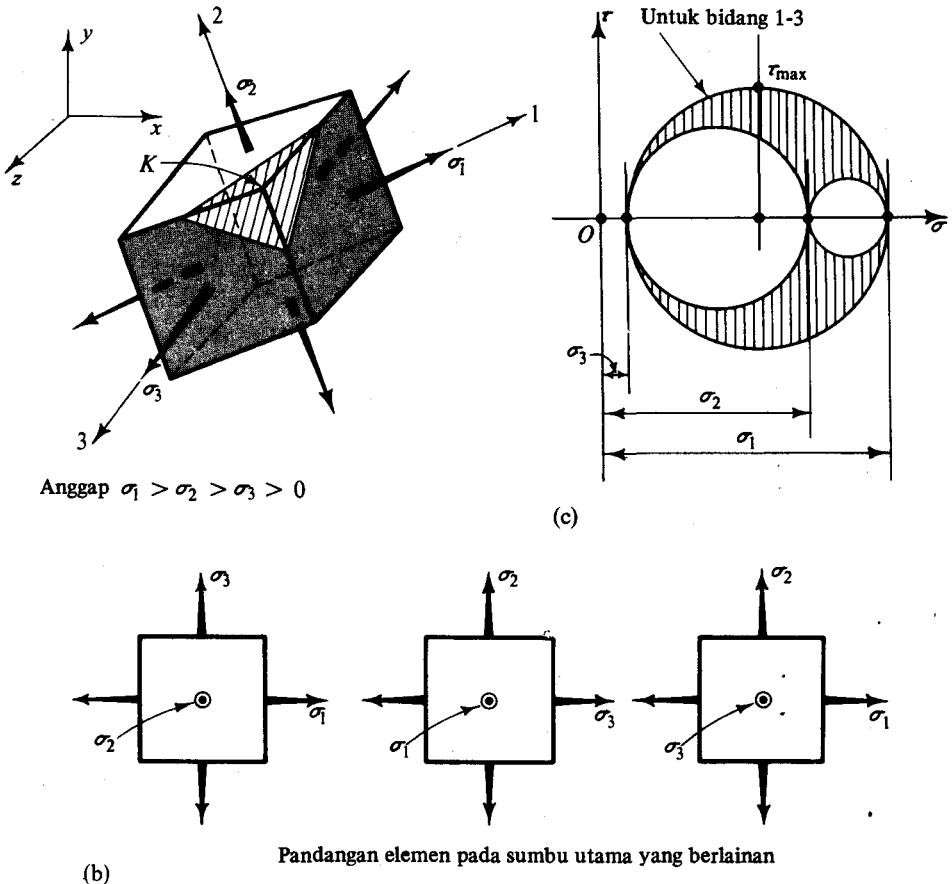 y
x
z
2
σ2
K
1
σ1
σ3
3
Anggap σ1 > σ2 > σ3 > 0
τ
Untuk bidang 1-3
τmax
O
σ
σ3
σ2
σ1
(c)
σ3
σ1
σ2
σ2
σ3
σ1
σ2
σ1
σ3
Pandangan elemen pada sumbu utama yang berlainan
(b)